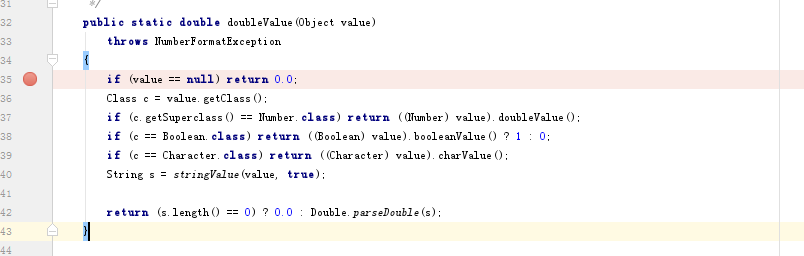 31 */
32 public static double doubleValue(Object value)
33 throws NumberFormatException
34 {
35 if (value == null) return 0.0;
36 Class c = value.getClass();
37 if (c.getSuperclass() == Number.class) return ((Number) value).doubleValue();
38 if (c == Boolean.class) return ((Boolean) value).booleanValue() ? 1 : 0;
39 if (c == Character.class) return ((Character) value).charValue();
40 String s = stringValue(value, true);
41
42 return (s.length() == 0) ? 0.0 : Double.parseDouble(s);
43 }
44